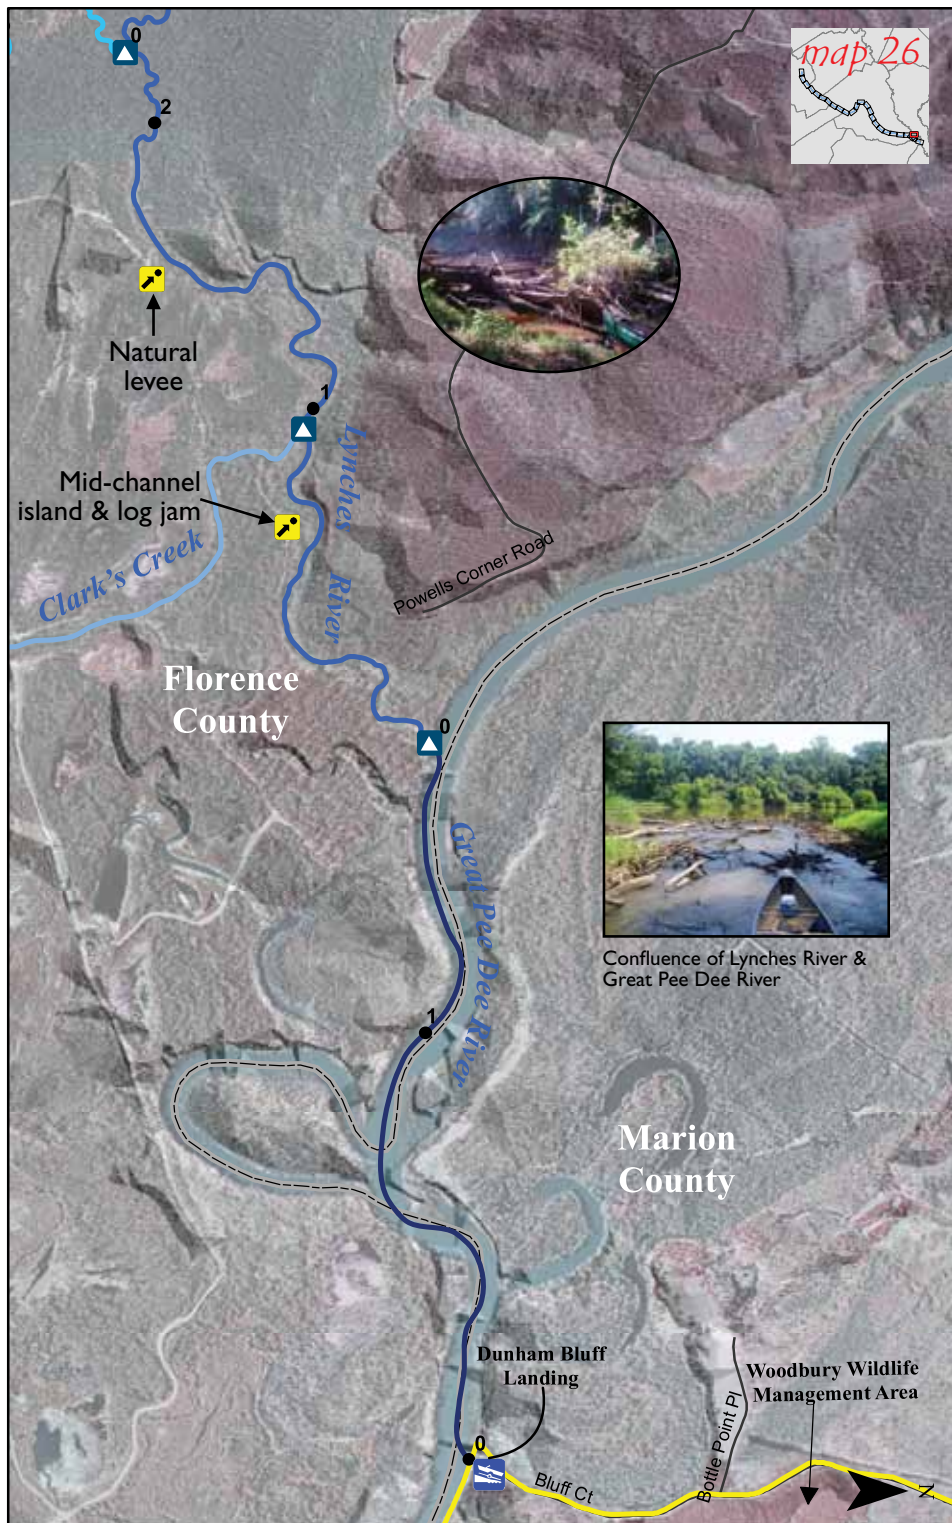 map 26
0
2
Natural
levee
1
Lynches
River
Mid-channel
island & log jam
Clark's Creek
Powells Corner Road
Florence
County
0
Great Pee Dee River
Confluence of Lynches River &
Great Pee Dee River
1
Marion
County
Dunham Bluff
Landing
Woodbury Wildlife
Management Area
Bottle Point Pl
0
Bluff Ct
N